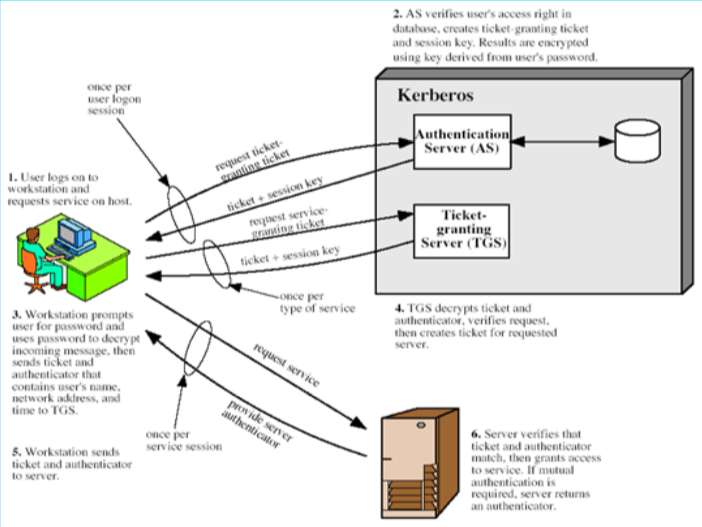 2. AS verifies user's access right in
database, creates ticket-granting ticket
and session key. Results are encrypted
using key derived from user's password.
once per
user logon
session
Kerberos
Authentication
Server (AS)
request ticket-
granting ticket
1. User logs on to
workstation and
requests service on host.
ticket + session key
request service-
granting ticket
Ticket-
granting
Server (TGS)
ticket + session key
once per
type of service
3. Workstation prompts
user for password and
uses password to decrypt
incoming message, then
sends ticket and
authenticator that
contains user's name,
network address, and
time to TGS.
4. TGS decrypts ticket and
authenticator, verifies request,
then creates ticket for requested
server.
request service
provide server
authenticator
once per
service session
5. Workstation sends
ticket and authenticator
to server.
6. Server verifies that
ticket and authenticator
match, then grants access
to service. If mutual
authentication is
required, server returns
an authenticator.